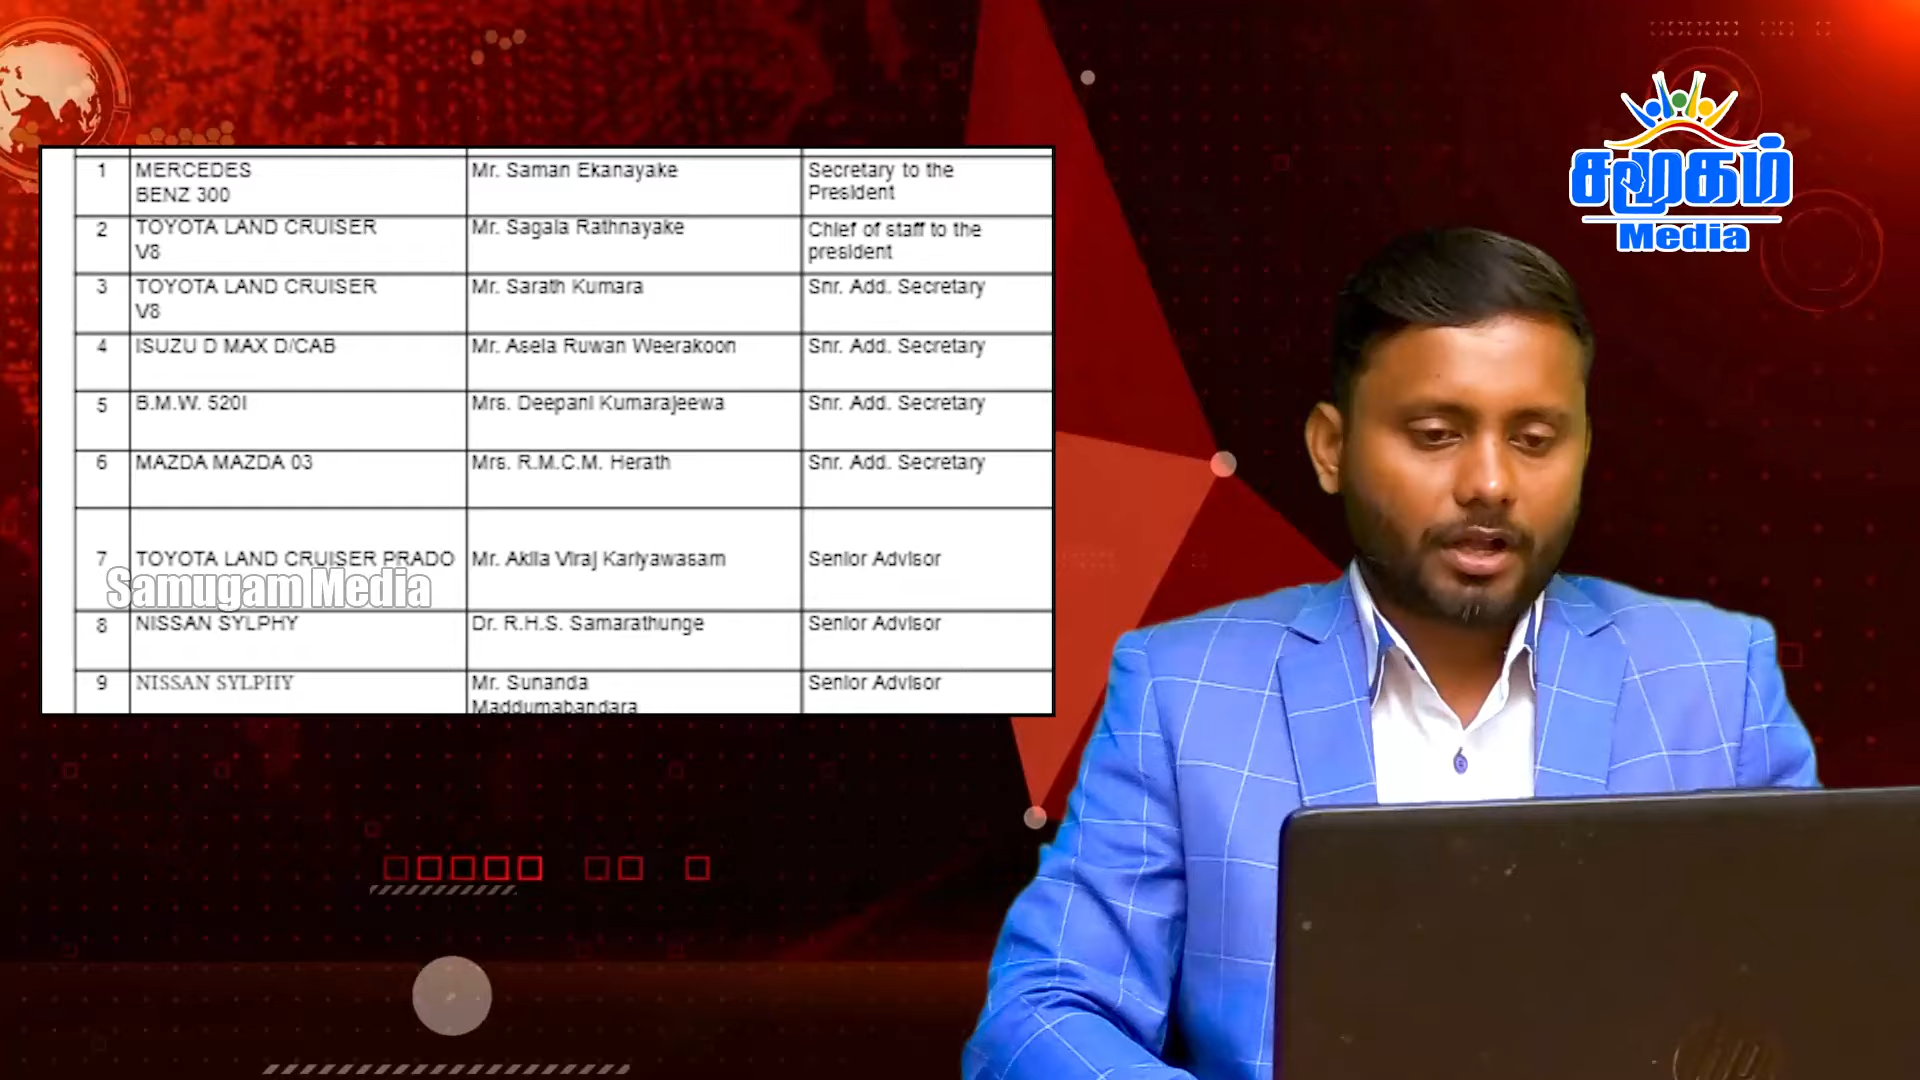 சமூகம்
Media
1 MERCEDES BENZ 300 Mr. Saman Ekanayake Secretary to the President
2 TOYOTA LAND CRUISER V8 Mr. Sagala Rathnayake Chief of staff to the president
3 TOYOTA LAND CRUISER V8 Mr. Sarath Kumara Snr. Add. Secretary
4 ISUZU D MAX D/CAB Mr. Asela Ruwan Weerakoon Snr. Add. Secretary
5 B.M.W. 520I Mrs. Deepani Kumarajeewa Snr. Add. Secretary
6 MAZDA MAZDA 03 Mrs. R.M.C.M. Herath Snr. Add. Secretary
7 TOYOTA LAND CRUISER PRADO Mr. Akila Viraj Kariyawasam Senior Advisor
Samugam Media
8 NISSAN SYLPHY Dr. R.H.S. Samarathunge Senior Advisor
9 NISSAN SYLPHY Mr. Sunanda Maddumabandara Senior Advisor
hp